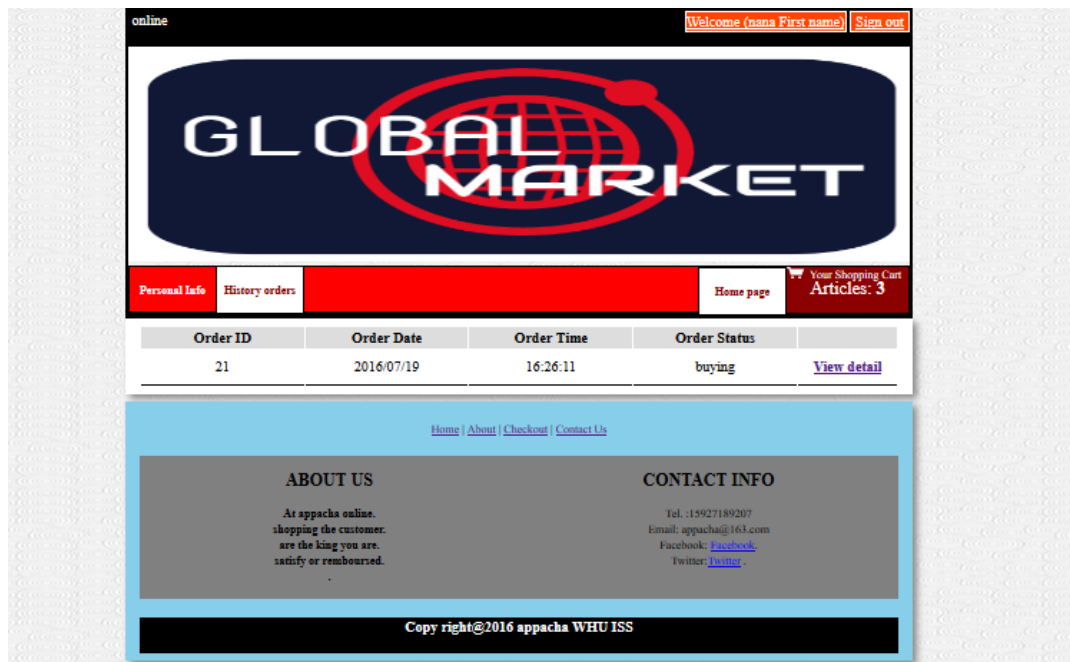 online
Welcome (nana First name) Sign out
GLOBAL
MARKET
Personal Info History orders Home page Your Shopping Cart
Articles: 3
Order ID Order Date Order Time Order Status
21 2016/07/19 16:26:11 buying View detail
Home | About | Checkout | Contact Us
ABOUT US
At appacha online.
shopping the customer.
are the king you are.
satisfy or remboursed.
.
CONTACT INFO
Tel. :15927189207
Email: appacha@163.com
Facebook: Facebook.
Twitter:Twitter .
Copy right@2016 appacha WHU ISS